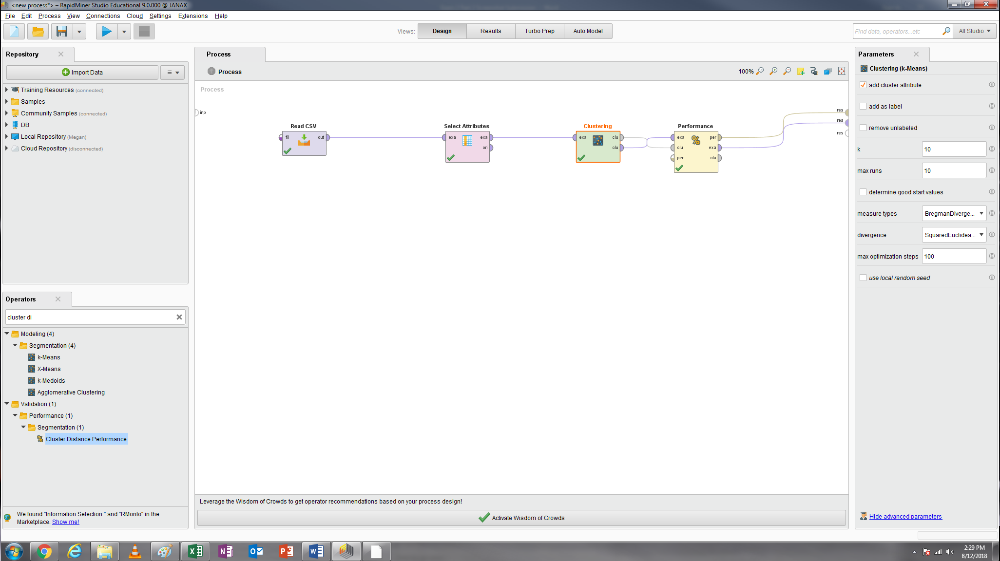 <new process*> – RapidMiner Studio Educational 9.0.000 @ JANAX
File Edit Process View Connections Cloud Settings Extensions Help
Views: Design Results Turbo Prep Auto Model
Find data, operators...etc All Studio
Repository
Import Data
Training Resources (connected)
Samples
Community Samples (connected)
DB
Local Repository (Megan)
Cloud Repository (disconnected)
Operators
cluster di
Modeling (4)
Segmentation (4)
k-Means
X-Means
k-Medoids
Agglomerative Clustering
Validation (1)
Performance (1)
Segmentation (1)
Cluster Distance Performance
We found "Information Selection " and "RMonto" in the
Marketplace. Show me!
Process
Process
100%
Process
inp
Read CSV
fil out
Select Attributes
exa exa
ori
Clustering
exa clu
clu
Performance
exa per
clu exa
per clu
res
res
res
Leverage the Wisdom of Crowds to get operator recommendations based on your process design!
Activate Wisdom of Crowds
Parameters
Clustering (k-Means)
add cluster attribute
add as label
remove unlabeled
k 10
max runs 10
determine good start values
measure types BregmanDiverge...
divergence SquaredEuclidea...
max optimization steps 100
use local random seed
Hide advanced parameters
2:29 PM
8/12/2018